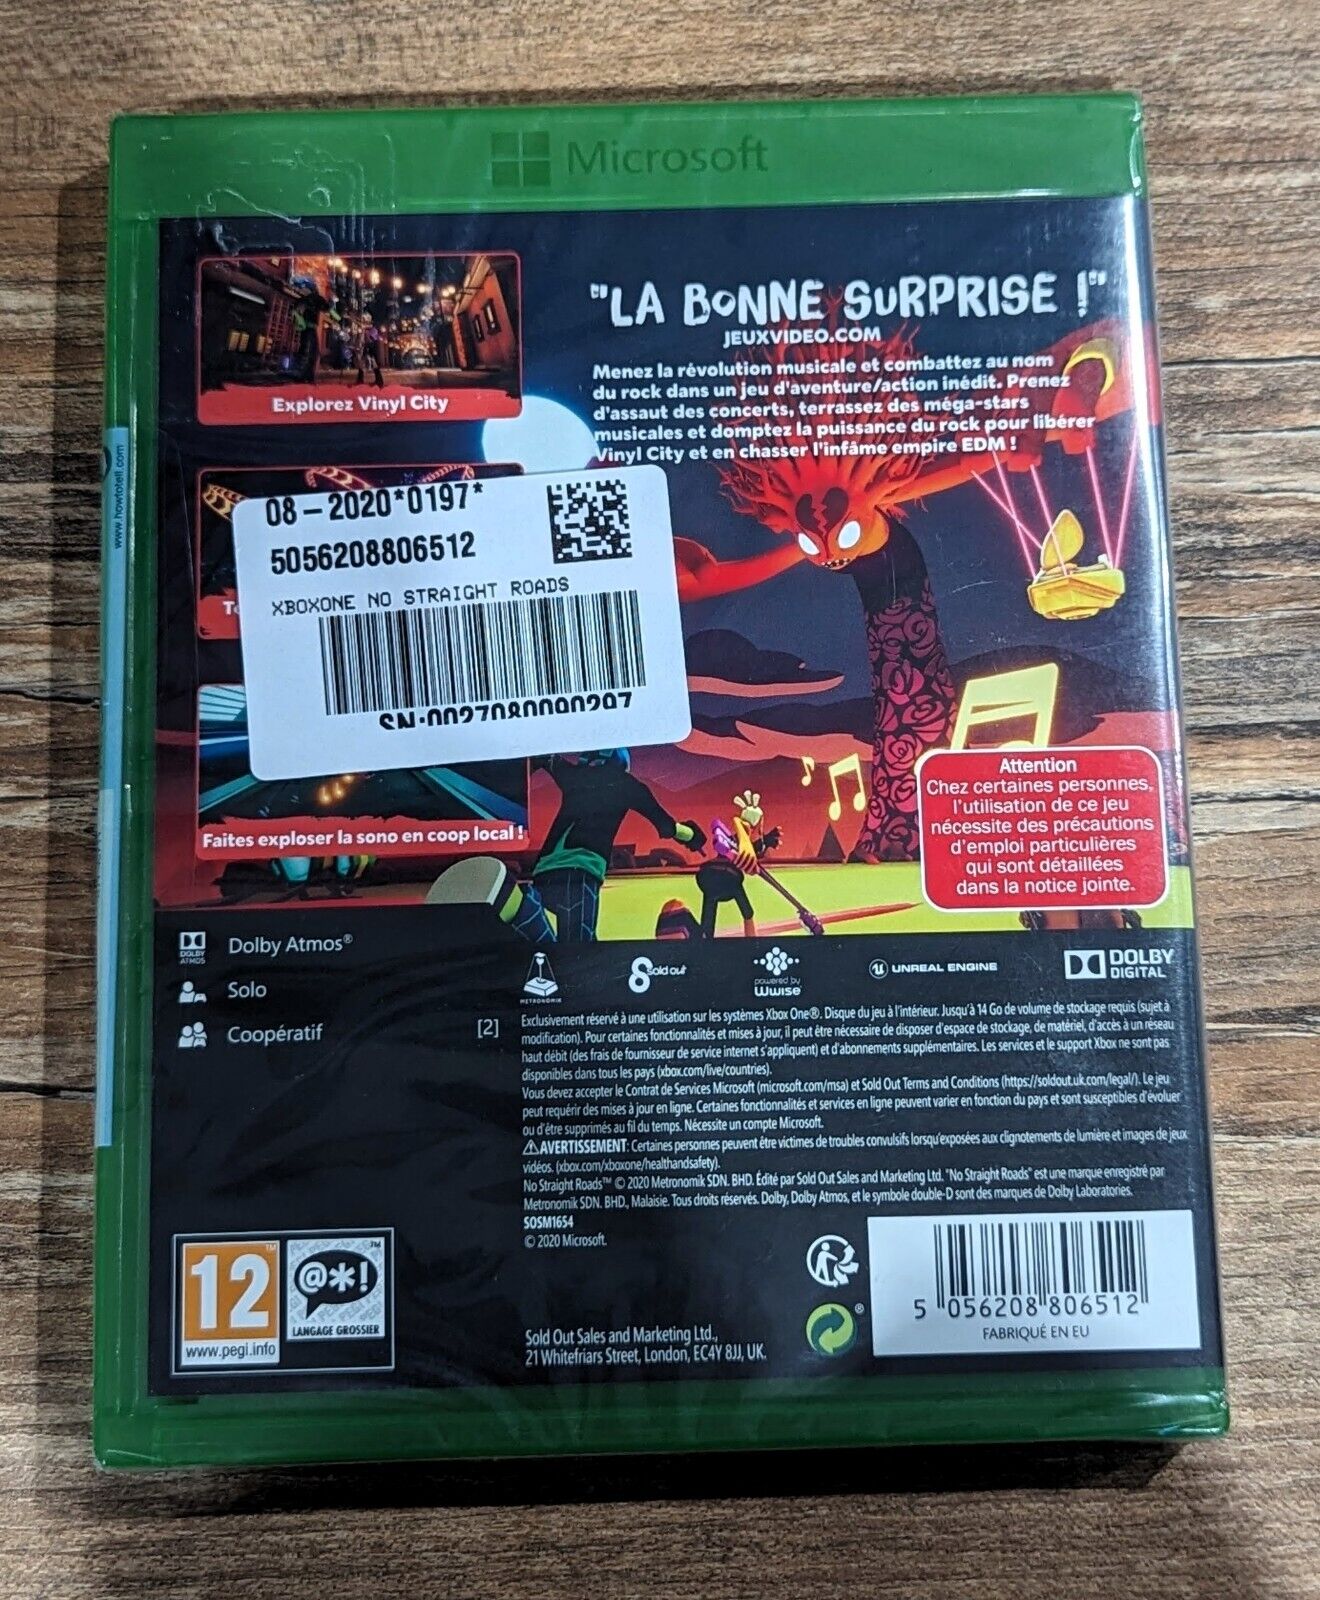 Microsoft
"LA BONNE SURPRISE !"
JEUXVIDEO.COM
Menez la révolution musicale et combattez au nom
du rock dans un jeu d'aventure/action inédit. Prenez
d'assaut des concerts, terrassez des méga-stars
musicales et domptez la puissance du rock pour libérer
Vinyl City et en chasser l'infâme empire EDM !
Explorez Vinyl City
www.howtotell.com
08-2020*0197*
5056208806512
XBOXONE NO STRAIGHT ROADS
SN:0027080090297
Faites exploser la sono en coop local !
Attention
Chez certaines personnes,
l'utilisation de ce jeu
nécessite des précautions
d'emploi particulières
qui sont détaillées
dans la notice jointe.
DOLBY
ATMOS
Dolby Atmos®
Solo
Coopératif [2]
METRONOMIK
Sold out
powered by
Wwise
UNREAL ENGINE
DOLBY
DIGITAL
Exclusivement réservé à une utilisation sur les systèmes Xbox One®. Disque du jeu à l'intérieur. Jusqu'à 14 Go de volume de stockage requis (sujet à
modification). Pour certaines fonctionnalités et mises à jour, il peut être nécessaire de disposer d'espace de stockage, de matériel, d'accès à un réseau
haut débit (des frais de fournisseur de service internet s'appliquent) et d'abonnements supplémentaires. Les services et le support Xbox ne sont pas
disponibles dans tous les pays (xbox.com/live/countries).
Vous devez accepter le Contrat de Services Microsoft (microsoft.com/msa) et Sold Out Terms and Conditions (https://soldout.uk.com/legal/). Le jeu
peut requérir des mises à jour en ligne. Certaines fonctionnalités et services en ligne peuvent varier en fonction du pays et sont susceptibles d'évoluer
ou d'être supprimés au fil du temps. Nécessite un compte Microsoft.
AVERTISSEMENT: Certaines personnes peuvent être victimes de troubles convulsifs lorsqu'exposées aux clignotements de lumière et images de jeux
vidéos. (xbox.com/xboxone/healthandsafety).
No Straight Roads™ © 2020 Metronomik SDN. BHD. Édité par Sold Out Sales and Marketing Ltd. "No Straight Roads" est une marque enregistré par
Metronomik SDN. BHD., Malaisie. Tous droits réservés. Dolby, Dolby Atmos, et le symbole double-D sont des marques de Dolby Laboratories.
SOSM1654
© 2020 Microsoft.
12™
www.pegi.info
@*!™
LANGAGE GROSSIER
Sold Out Sales and Marketing Ltd.,
21 Whitefriars Street, London, EC4Y 8JJ, UK.
®
5 056208 806512
FABRIQUÉ EN EU